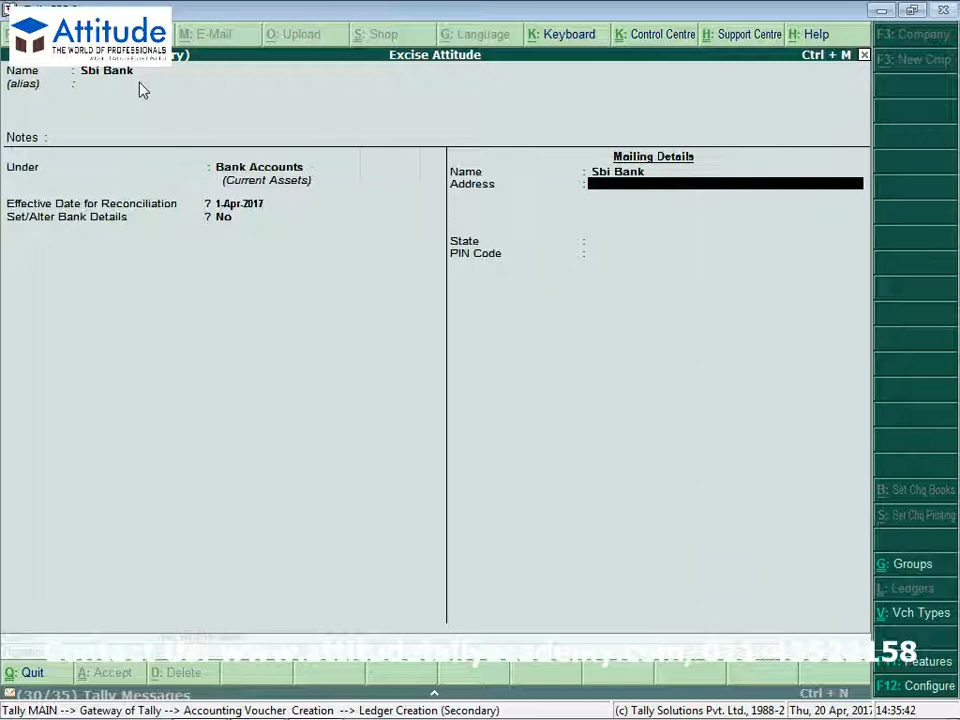 Attitude
THE WORLD OF PROFESSIONALS
M: E-Mail
O: Upload
S: Shop
G: Language
K: Keyboard
K: Control Centre
H: Support Centre
H: Help
F3: Company
Excise Attitude
Ctrl + M
F3: New Cmp
Name : Sbi Bank
(alias) :
Notes :
Under : Bank Accounts
(Current Assets)
Effective Date for Reconciliation ? 1-Apr-2017
Set/Alter Bank Details ? No
Mailing Details
Name : Sbi Bank
Address :
State :
PIN Code :
B: Set Chq Books
S: Set Chq Printing
G: Groups
L: Ledgers
V: Vch Types
Features
F12: Configure
Q: Quit
A: Accept
D: Delete
(30/35) Tally Messages
Ctrl + N
Tally MAIN --> Gateway of Tally --> Accounting Voucher Creation --> Ledger Creation (Secondary)
(c) Tally Solutions Pvt. Ltd., 1988-2
Thu, 20 Apr, 2017
14:35:42